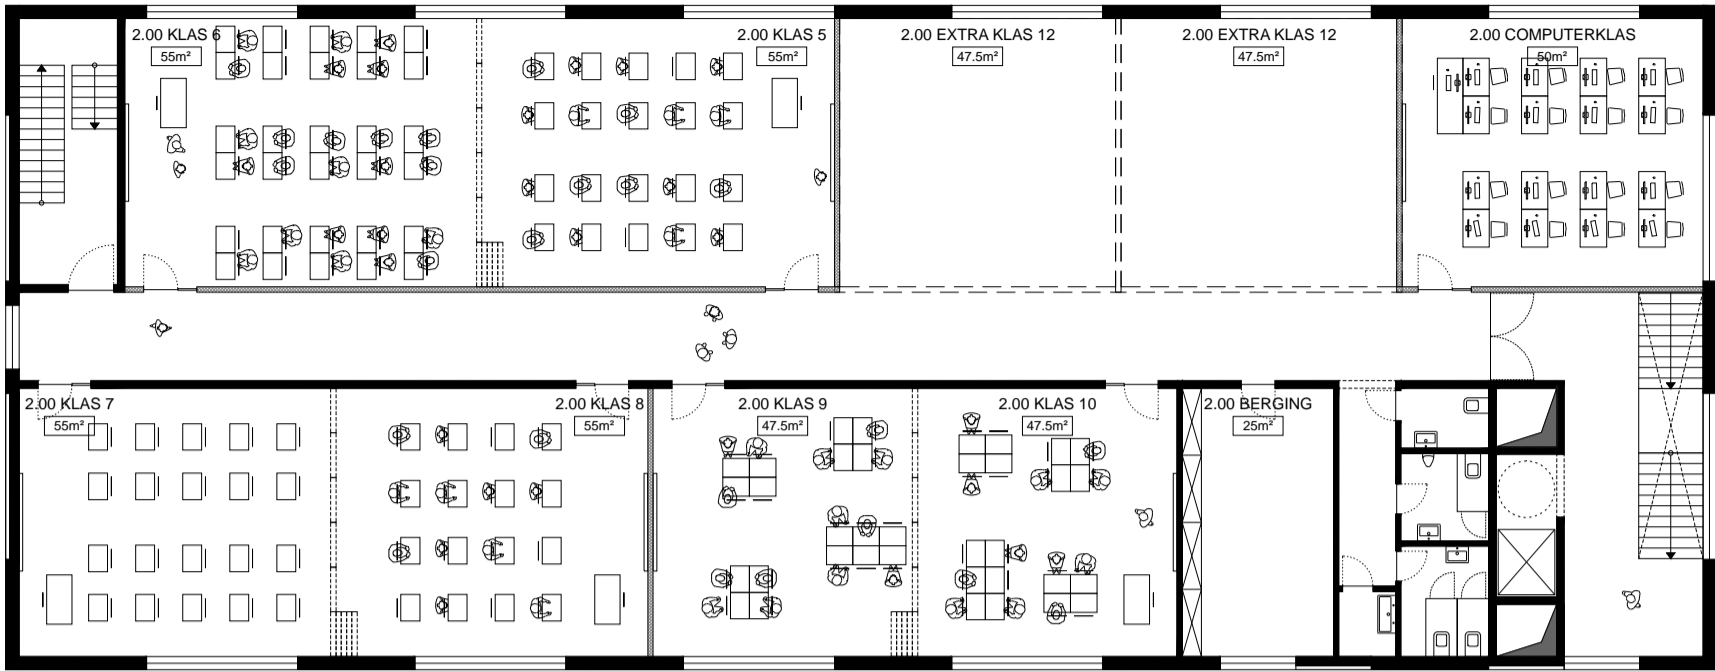 2.00 KLAS 6
55m²
2.00 KLAS 5
55m²
2.00 EXTRA KLAS 12
47.5m²
2.00 EXTRA KLAS 12
47.5m²
2.00 COMPUTERKLAS
50m²
2.00 KLAS 7
55m²
2.00 KLAS 8
55m²
2.00 KLAS 9
47.5m²
2.00 KLAS 10
47.5m²
2.00 BERGING
25m²